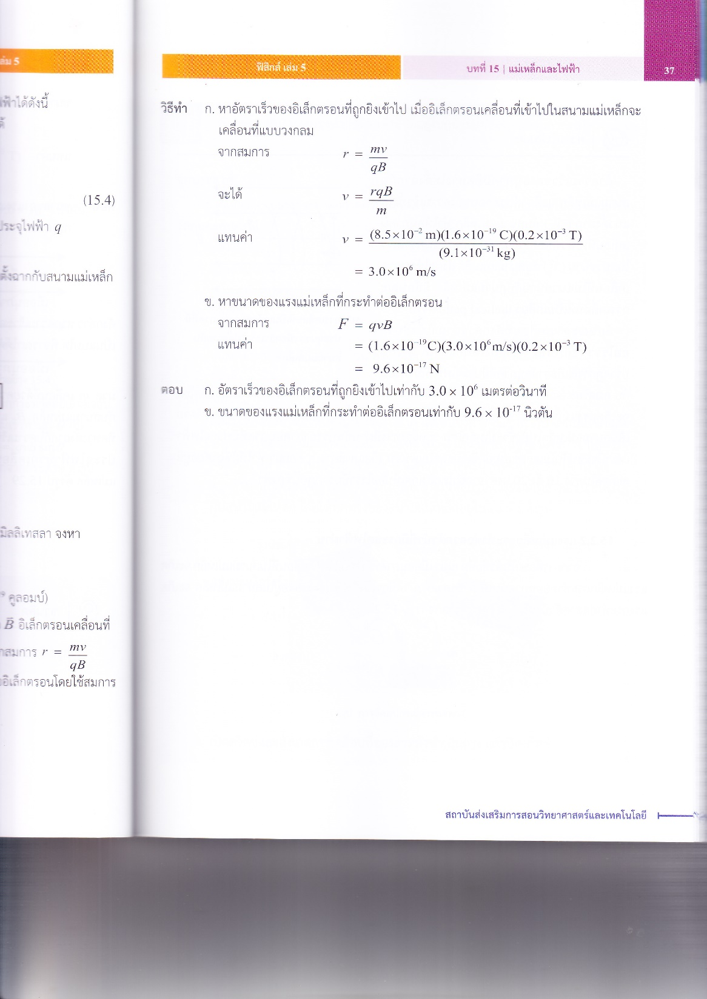 เล่ม 5
ฟ้าได้ดังนี้
(15.4)
ประจุไฟฟ้า q
ตั้งฉากกับสนามแม่เหล็ก
มิลลิเทสลา จงหา
คูลอมบ์)
B อิเล็กตรอนเคลื่อนที่
r = mv
qB
อิเล็กตรอนโดยใช้สมการ
ฟิสิกส์ เล่ม 5
บทที่ 15 | แม่เหล็กและไฟฟ้า
37
วิธีทำ ก. หาอัตราเร็วของอิเล็กตรอนที่ถูกยิงเข้าไป เมื่ออิเล็กตรอนเคลื่อนที่เข้าไปในสนามแม่เหล็กจะ
เคลื่อนที่แบบวงกลม
จากสมการ r = mv
qB
จะได้ v = rqB
m
แทนค่า v = (8.5×10⁻² m)(1.6×10⁻¹⁹ C)(0.2×10⁻³ T)
(9.1×10⁻³¹ kg)
= 3.0×10⁶ m/s
ข. หาขนาดของแรงแม่เหล็กที่กระทำต่ออิเล็กตรอน
จากสมการ F = qvB
แทนค่า = (1.6×10⁻¹⁹C)(3.0×10⁶m/s)(0.2×10⁻³ T)
= 9.6×10⁻¹⁷ N
ตอบ ก. อัตราเร็วของอิเล็กตรอนที่ถูกยิงเข้าไปเท่ากับ 3.0 × 10⁶ เมตรต่อวินาที
ข. ขนาดของแรงแม่เหล็กที่กระทำต่ออิเล็กตรอนเท่ากับ 9.6 × 10⁻¹⁷ นิวตัน
สถาบันส่งเสริมการสอนวิทยาศาสตร์และเทคโนโลยี